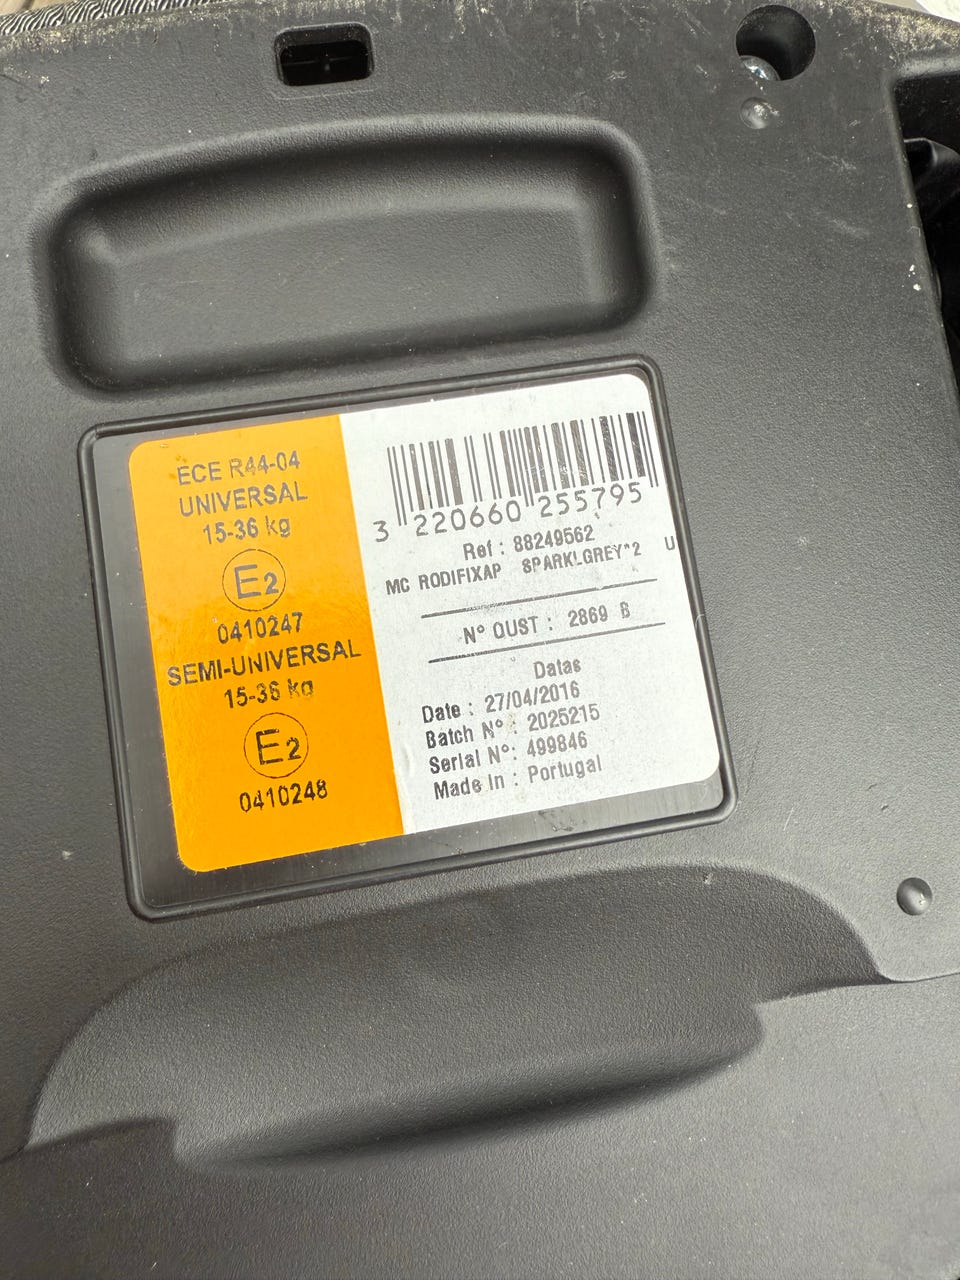 ECE R44-04
UNIVERSAL
15-36 kg
E2
0410247
SEMI-UNIVERSAL
15-36 kg
E2
0410248
3 220660 255795
Ref : 88249562
MC RODIFIXAP SPARKLGREY*2 U
N° OUST : 2869 B
Datas
Date : 27/04/2016
Batch N° : 2025215
Serial N° : 499846
Made In : Portugal